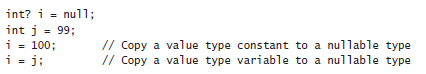 int? i = null;
int j = 99;
i = 100;       // Copy a value type constant to a nullable type
i = j;         // Copy a value type variable to a nullable type